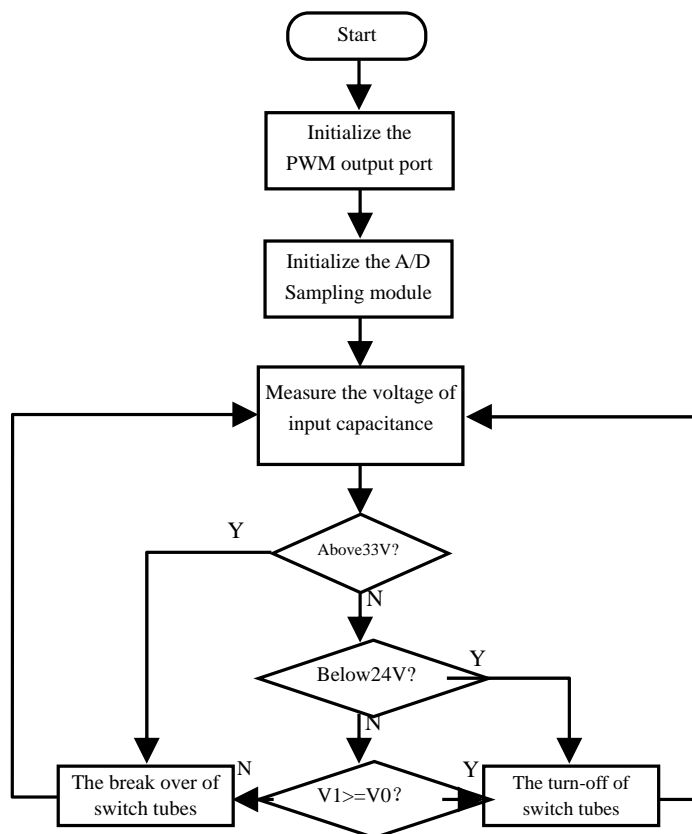 Start
Initialize the
PWM output port
Initialize the A/D
Sampling module
Measure the voltage of
input capacitance
Y
Above33V?
N
Below24V?
Y
N
The break over of
switch tubes
N
V1>=V0?
Y
The turn-off of
switch tubes